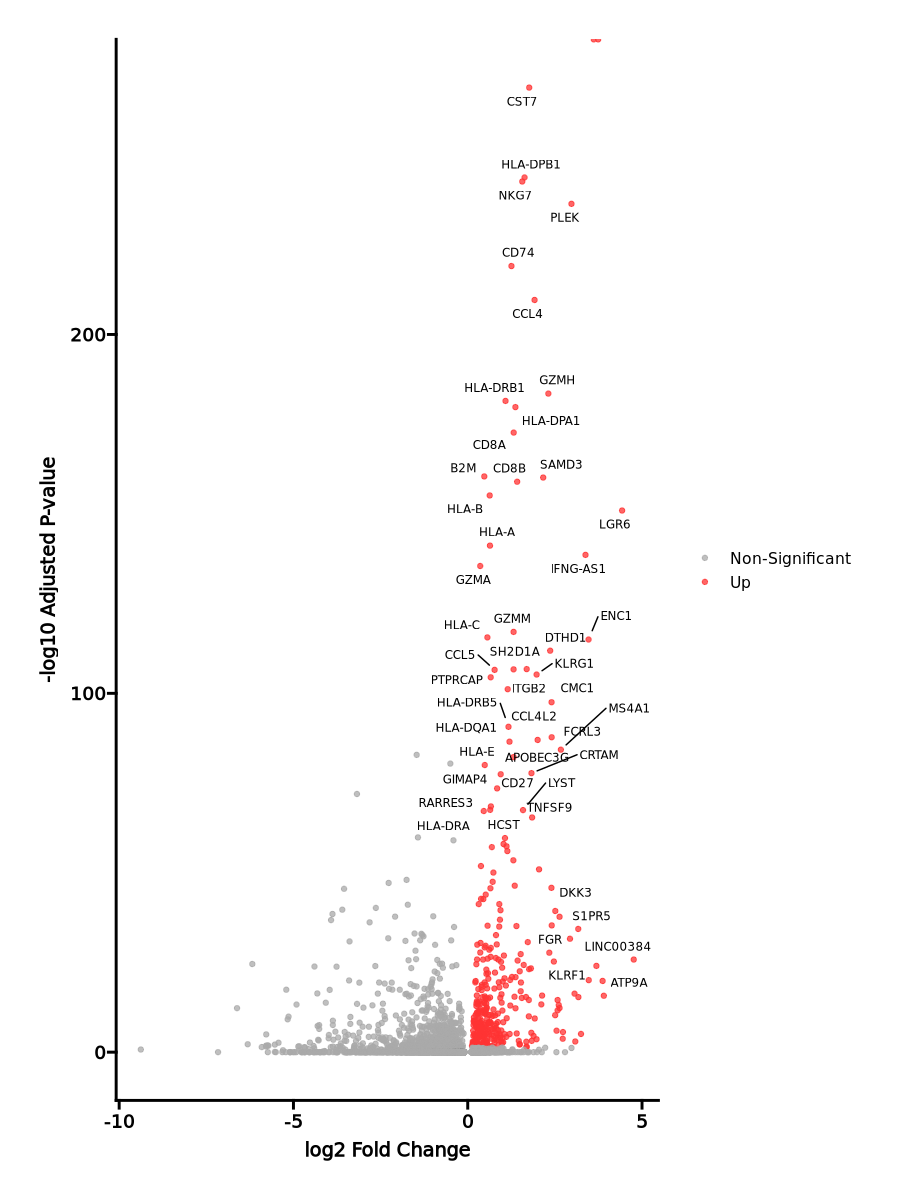 CST7
HLA-DPB1
NKG7
PLEK
CD74
CCL4
200
GZMH
HLA-DRB1
HLA-DPA1
CD8A
B2M
CD8B
SAMD3
HLA-B
LGR6
HLA-A
IFNG-AS1
GZMA
-log10 Adjusted P-value
Non-Significant
Up
ENC1
GZMM
HLA-C
DTHD1
SH2D1A
CCL5
KLRG1
PTPRCAP
ITGB2
CMC1
100
HLA-DRB5
MS4A1
CCL4L2
HLA-DQA1
FCRL3
HLA-E
APOBEC3G
CRTAM
GIMAP4
CD27
LYST
RARRES3
TNFSF9
HLA-DRA
HCST
DKK3
S1PR5
FGR
LINC00384
KLRF1
ATP9A
0
-10
-5
0
5
log2 Fold Change